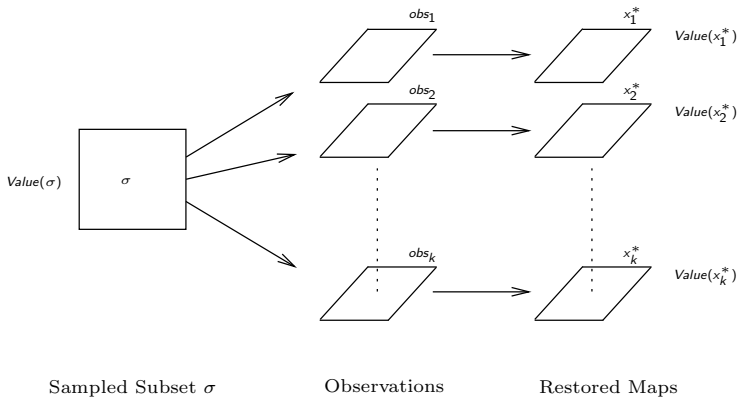 obs₁
x₁*
Value(x₁*)
obs₂
x₂*
Value(x₂*)
Value(σ)
σ
obsₖ
xₖ*
Value(xₖ*)
Sampled Subset σ
Observations
Restored Maps